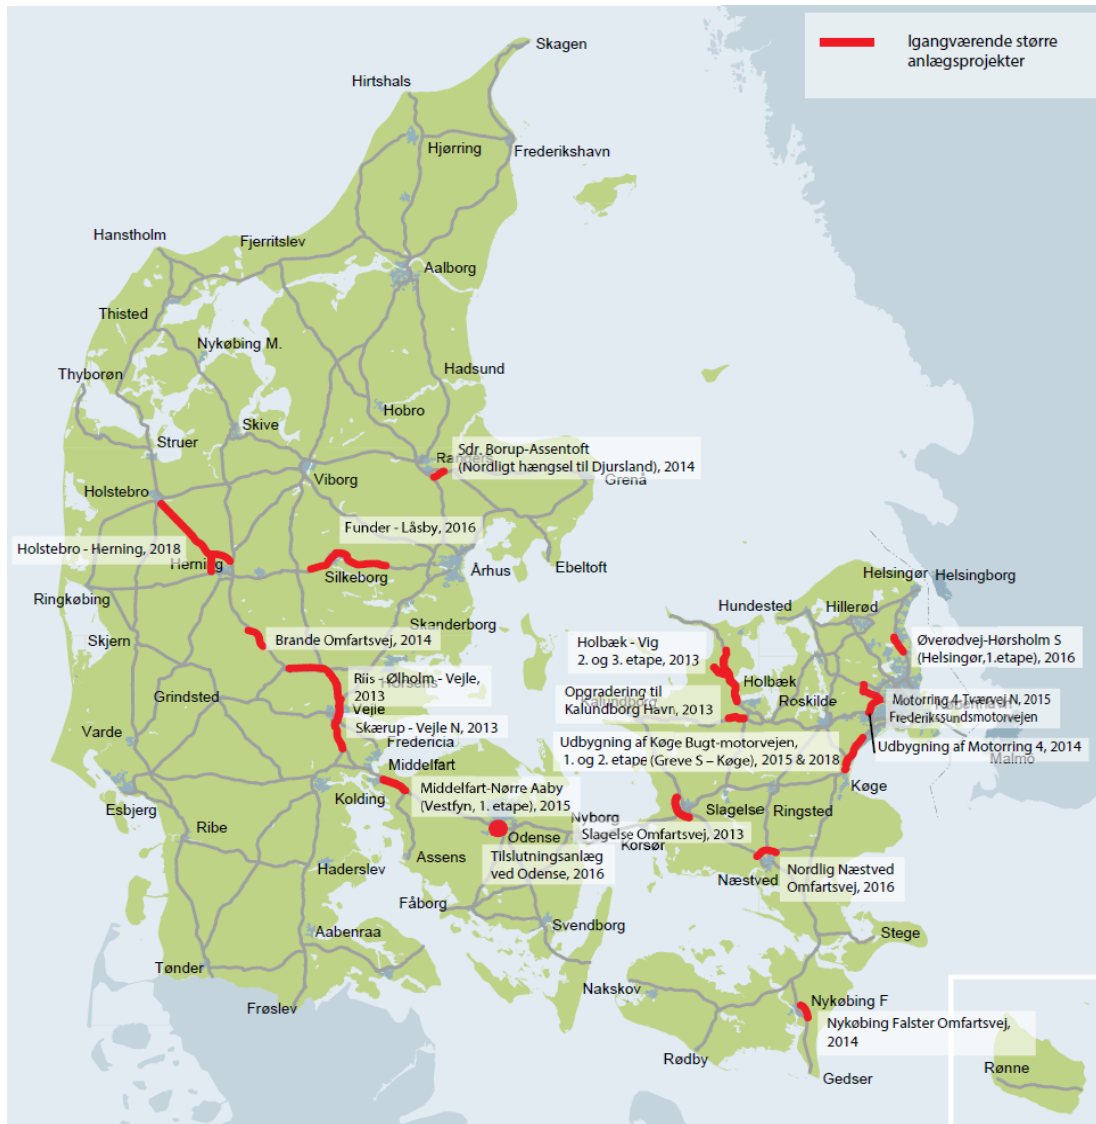 Igangværende større
anlægsprojekter
Skagen
Hirtshals
Hjørring
Frederikshavn
Hanstholm
Fjerritslev
Aalborg
Thisted
Nykøbing M.
Thyborøn
Hadsund
Hobro
Skive
Struer
Sdr. Borup-Assentoft
Randers
(Nordligt hængsel til Djursland), 2014
Grenå
Viborg
Holstebro
Funder - Låsby, 2016
Holstebro - Herning, 2018
Herning
Silkeborg
Århus
Ebeltoft
Helsingør
Helsingborg
Ringkøbing
Skanderborg
Hundested
Hillerød
Skjern
Brande Omfartsvej, 2014
Holbæk - Vig
2. og 3. etape, 2013
Øverødvej-Hørsholm S
(Helsingør,1.etape), 2016
Riis - Ølholm - Vejle,
2013
Horsens
Holbæk
Grindsted
Opgradering til
Kalundborg Havn, 2013
Kalundborg
Roskilde
Motorring 4-Tværvej N, 2015
København
Frederikssundsmotorvejen
Vejle
Skærup - Vejle N, 2013
Varde
Fredericia
Udbygning af Køge Bugt-motorvejen,
1. og 2. etape (Greve S – Køge), 2015 & 2018
Udbygning af Motorring 4, 2014
Malmö
Middelfart
Køge
Middelfart-Nørre Aaby
(Vestfyn, 1. etape), 2015
Kolding
Esbjerg
Slagelse
Ringsted
Ribe
Nyborg
Odense
Slagelse Omfartsvej, 2013
Korsør
Assens
Tilslutningsanlæg
ved Odense, 2016
Haderslev
Næstved
Nordlig Næstved
Omfartsvej, 2016
Fåborg
Svendborg
Aabenraa
Stege
Tønder
Nakskov
Frøslev
Nykøbing F
Nykøbing Falster Omfartsvej,
2014
Rødby
Gedser
Rønne